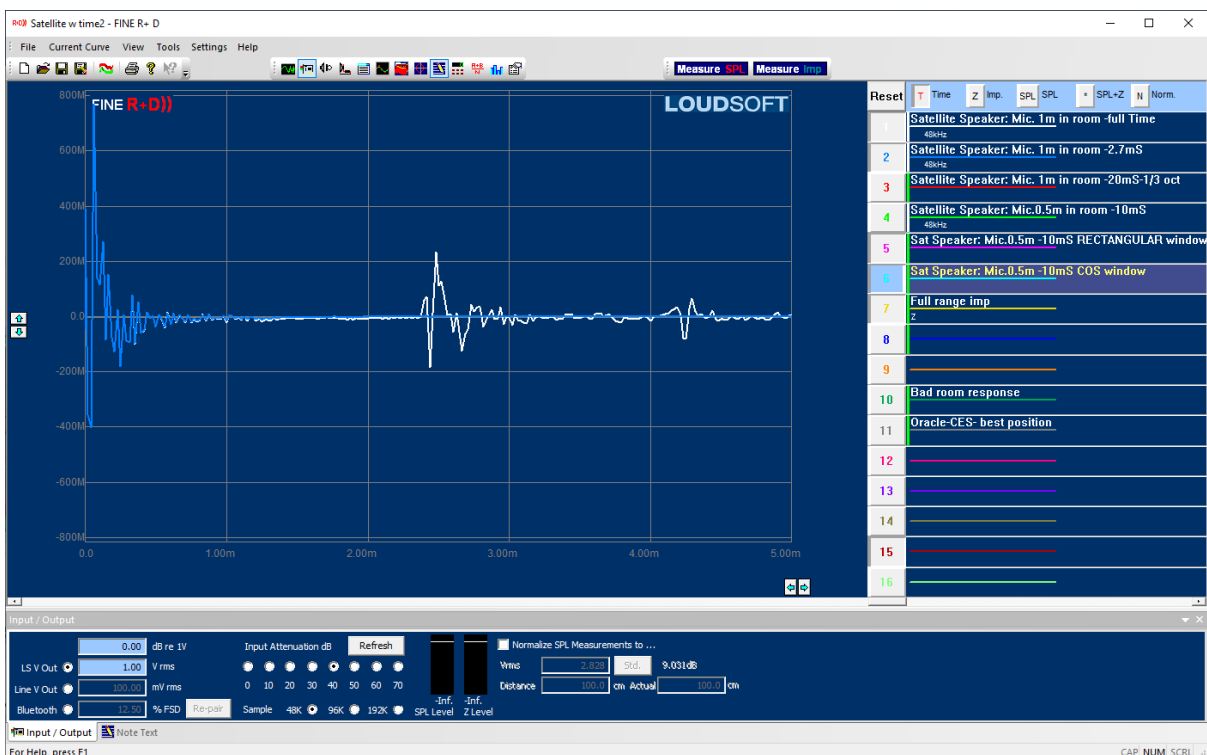 Satellite w time2 - FINE R+ D
File Current Curve View Tools Settings Help
Measure SPL Measure Imp
FINE R+D))
LOUDSOFT
800M
600M
400M
200M
0.0
-200M
-400M
-600M
-800M
0.0 1.00m 2.00m 3.00m 4.00m 5.00m
Reset T Time Z Imp. SPL SPL * SPL+Z N Norm.
1 Satellite Speaker: Mic. 1m in room -full Time
48kHz
2 Satellite Speaker: Mic. 1m in room -2.7mS
48kHz
3 Satellite Speaker: Mic. 1m in room -20mS-1/3 oct
4 Satellite Speaker: Mic.0.5m in room -10mS
48kHz
5 Sat Speaker: Mic.0.5m -10mS RECTANGULAR window
6 Sat Speaker: Mic.0.5m -10mS COS window
7 Full range imp
Z
8
9
10 Bad room response
11 Oracle-CES- best position
12
13
14
15
16
Input / Output
0.00 dB re 1V Input Attenuation dB Refresh Normalize SPL Measurements to ...
LS V Out 1.00 V rms Vrms 2.828 Std. 9.031dB
Line V Out 100.00 mV rms 0 10 20 30 40 50 60 70 Distance 100.0 cm Actual 100.0 cm
Bluetooth 12.50 % FSD Re-pair Sample 48K 96K 192K -Inf. SPL Level -Inf. Z Level
Input / Output Note Text
For Help, press F1 CAP NUM SCRL